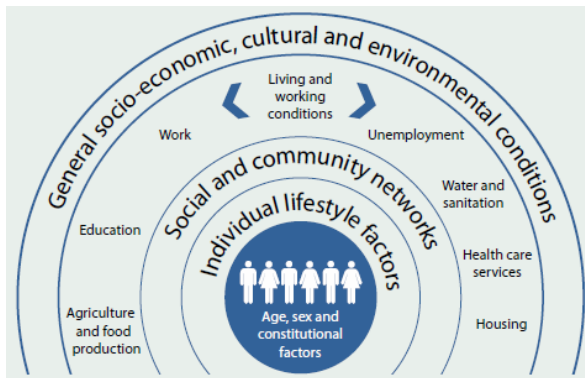 General socio-economic, cultural and environmental conditions
Living and
working
conditions
Work
Unemployment
Social and community networks
Water and
sanitation
Individual lifestyle factors
Education
Health care
services
Agriculture
and food
production
Housing
Age, sex and
constitutional
factors